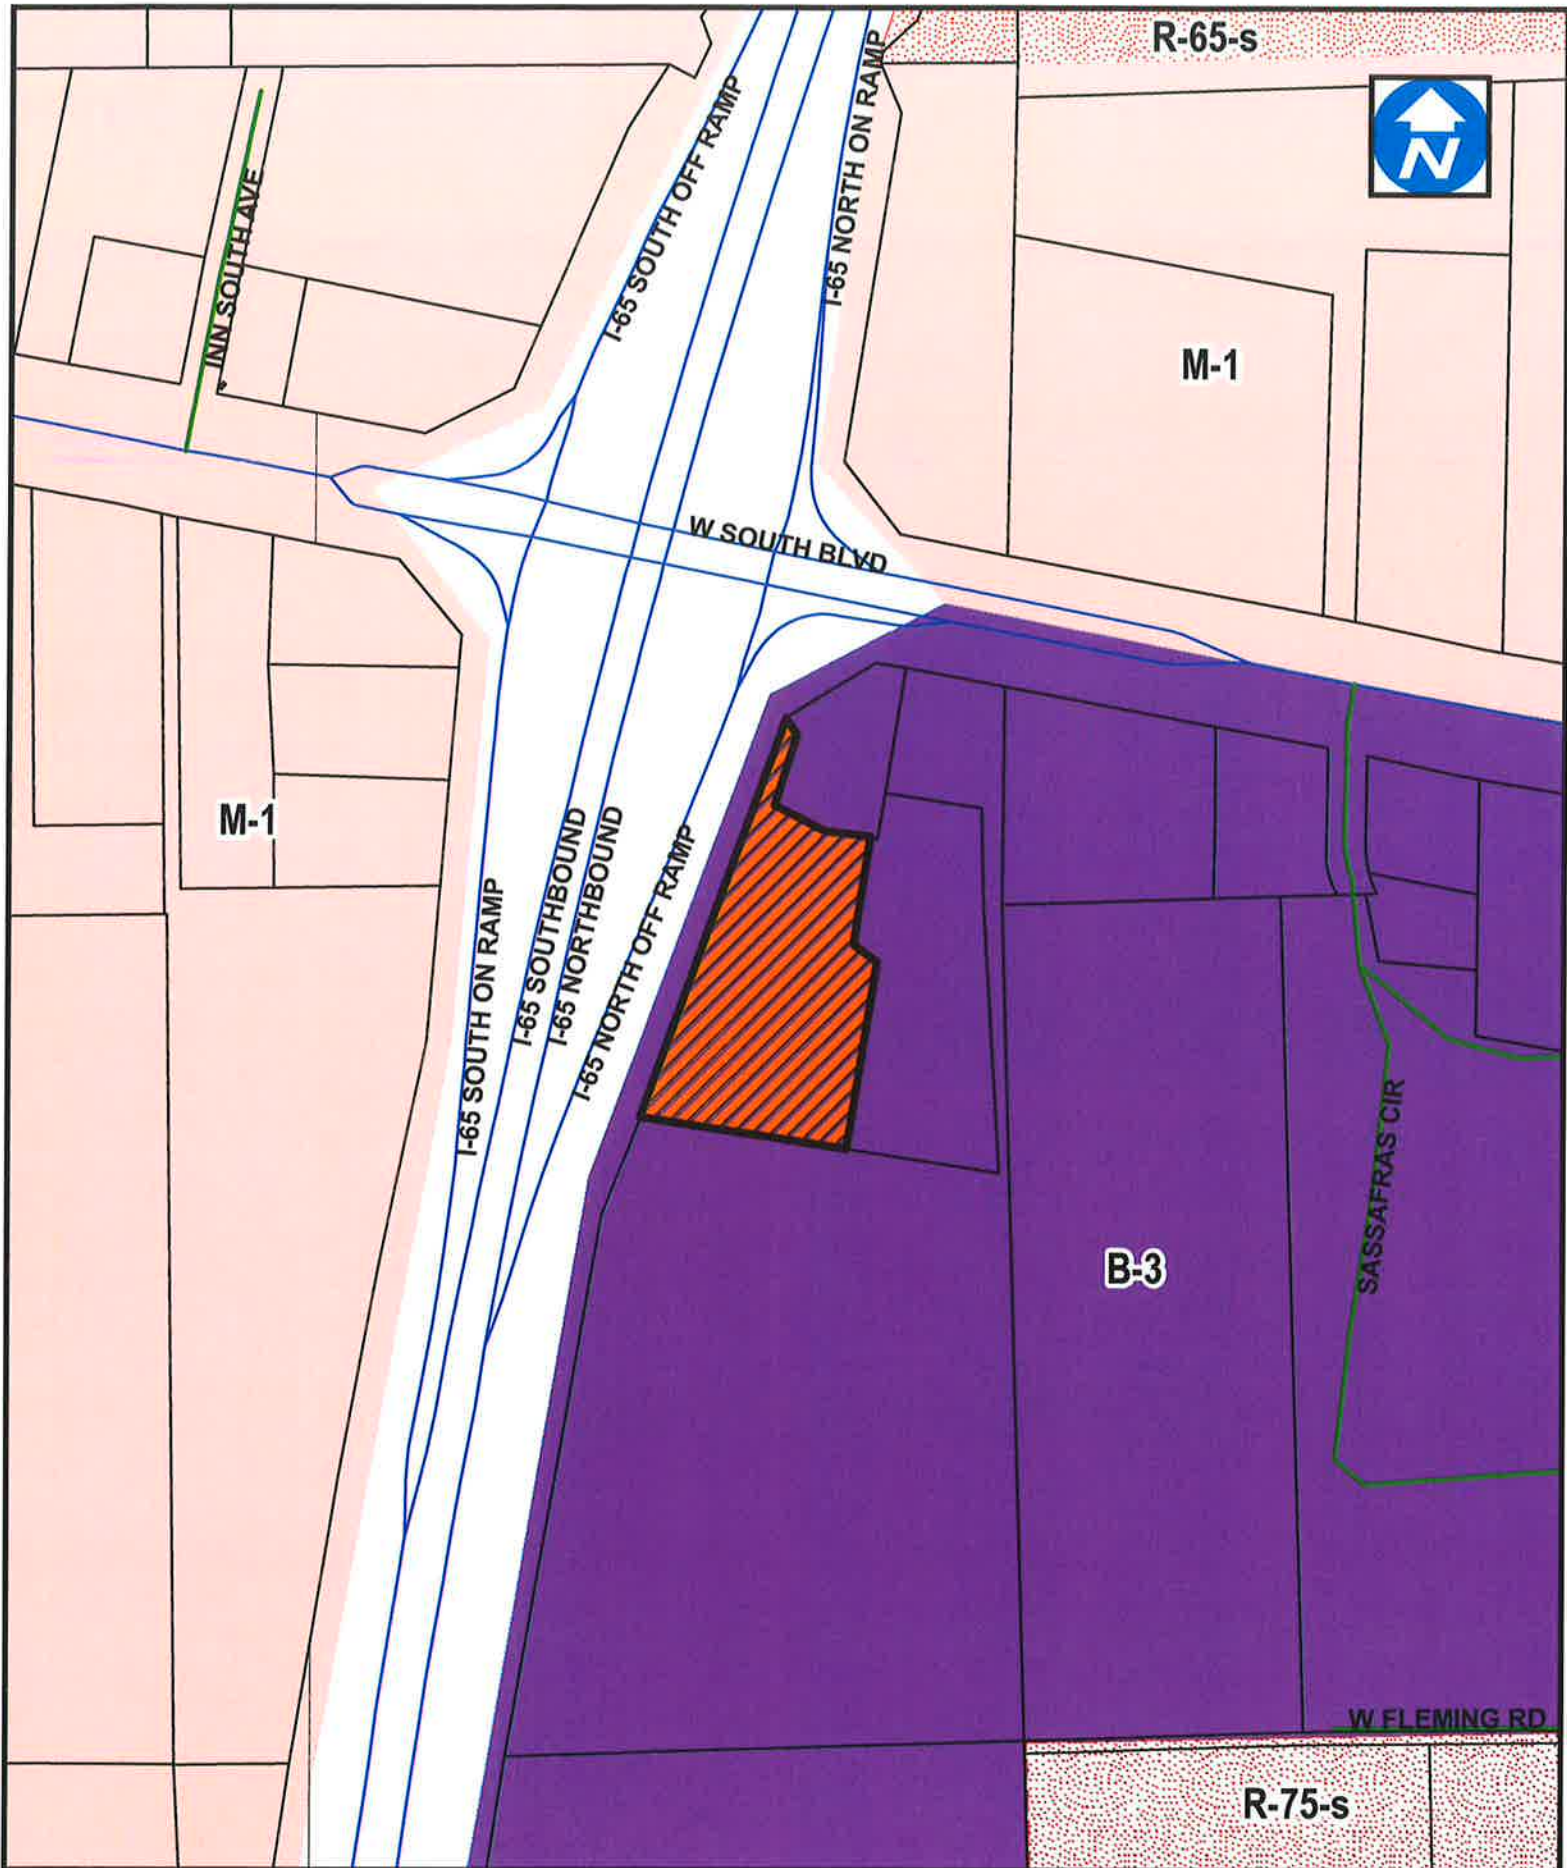 R-65-s
N
I-65 SOUTH OFF RAMP
I-65 NORTH ON RAMP
INN SOUTH AVE
M-1
W SOUTH BLVD
M-1
I-65 SOUTH ON RAMP
I-65 SOUTHBOUND
I-65 NORTHBOUND
I-65 NORTH OFF RAMP
SASSAFRAS CIR
B-3
W FLEMING RD
R-75-s